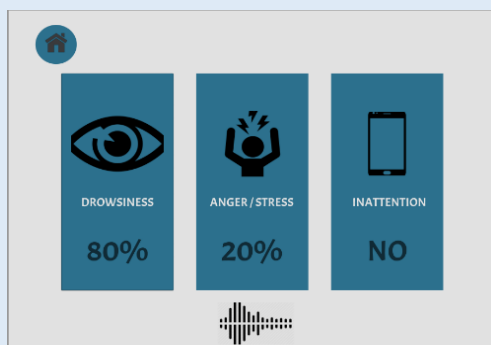 DROWSINESS
80%
ANGER / STRESS
20%
INATTENTION
NO